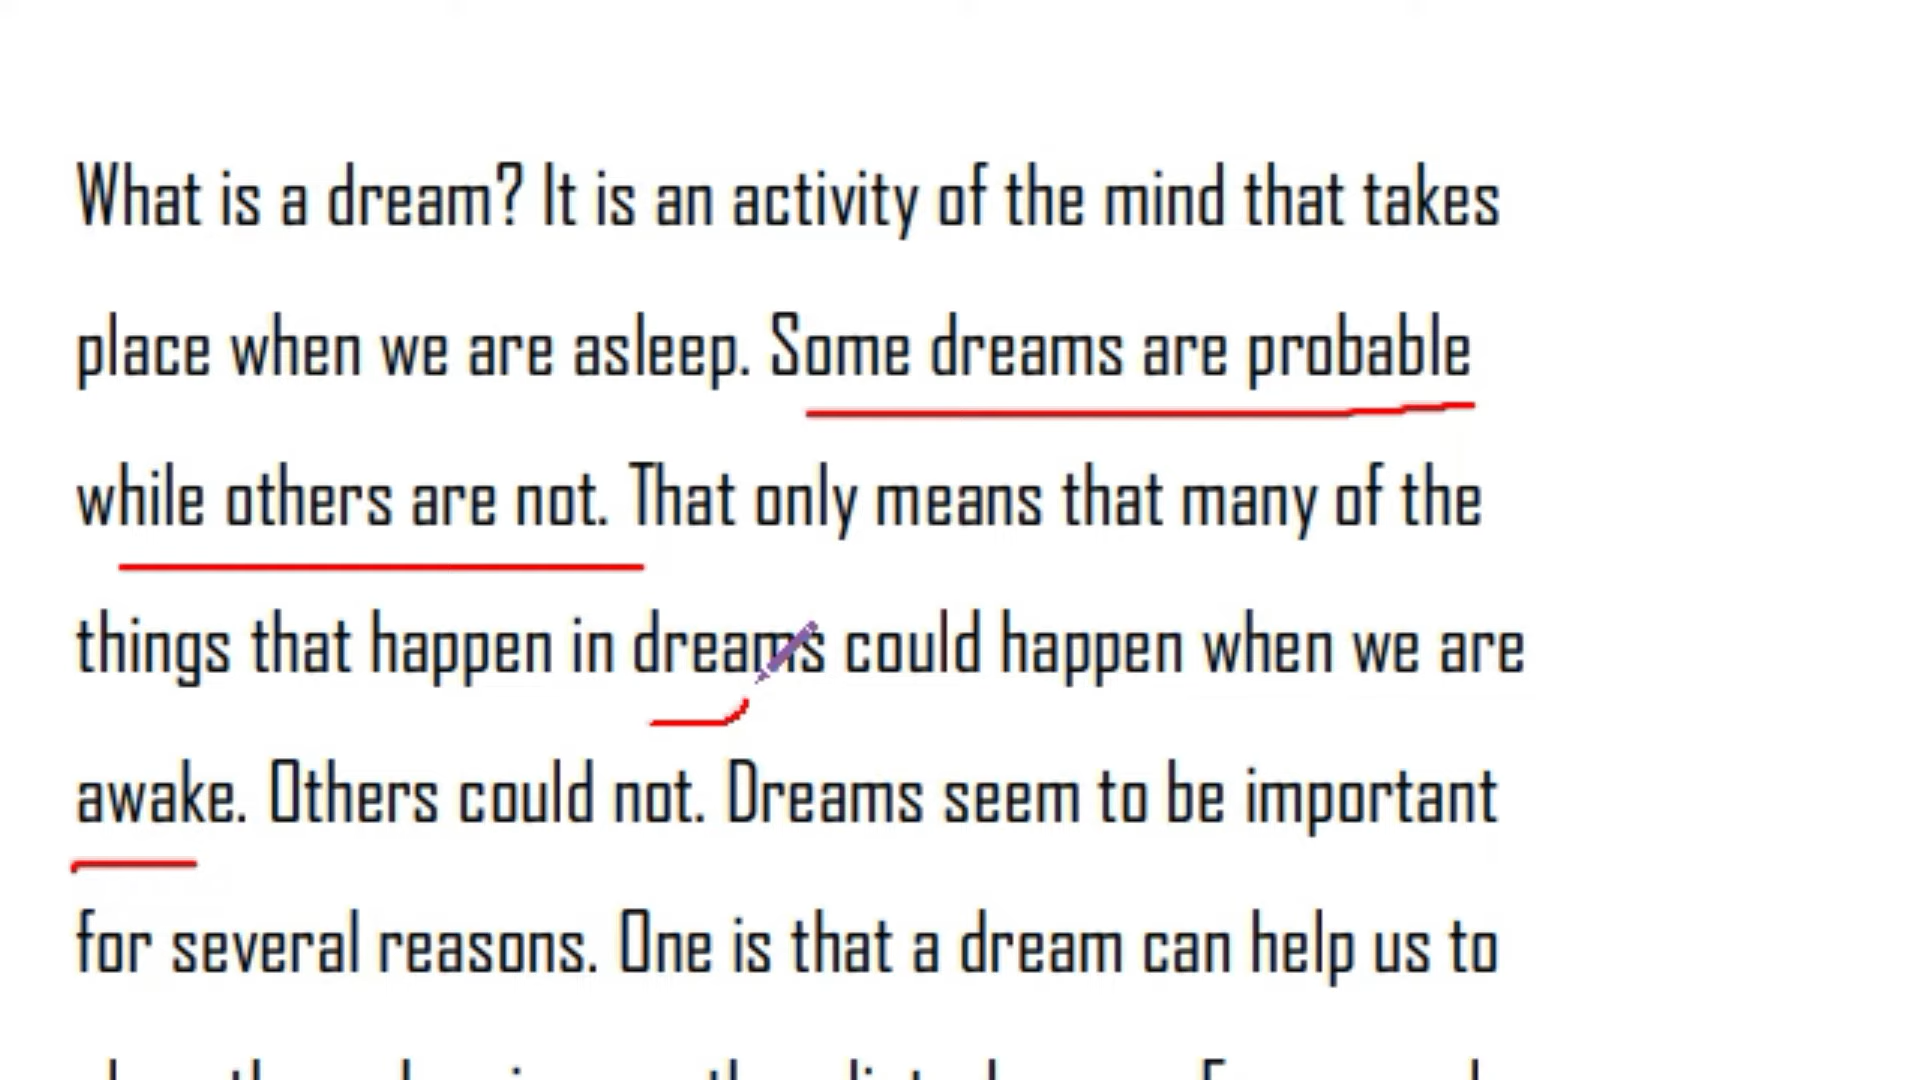 What is a dream? It is an activity of the mind that takes
place when we are asleep. Some dreams are probable
while others are not. That only means that many of the
things that happen in dreams could happen when we are
awake. Others could not. Dreams seem to be important
for several reasons. One is that a dream can help us to